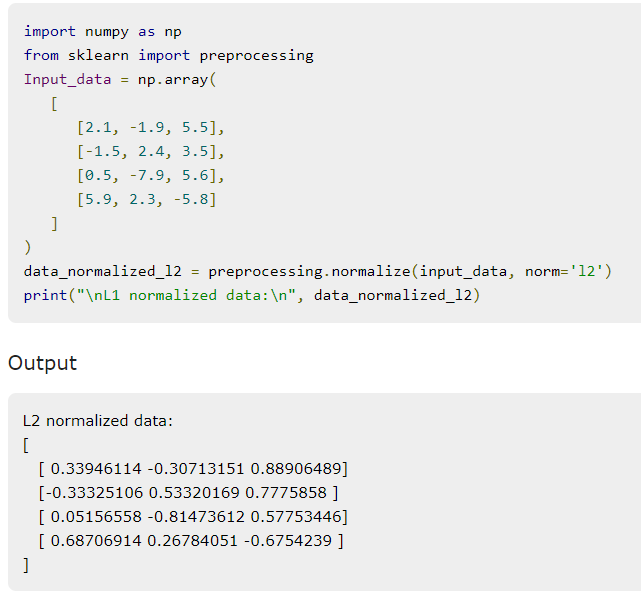 import numpy as np
from sklearn import preprocessing
Input_data = np.array(
[
[2.1, -1.9, 5.5],
[-1.5, 2.4, 3.5],
[0.5, -7.9, 5.6],
[5.9, 2.3, -5.8]
]
)
data_normalized_l2 = preprocessing.normalize(input_data, norm='l2')
print("\nL1 normalized data:\n", data_normalized_l2)
Output
L2 normalized data:
[
[ 0.33946114 -0.30713151 0.88906489]
[-0.33325106 0.53320169 0.7775858 ]
[ 0.05156558 -0.81473612 0.57753446]
[ 0.68706914 0.26784051 -0.6754239 ]
]